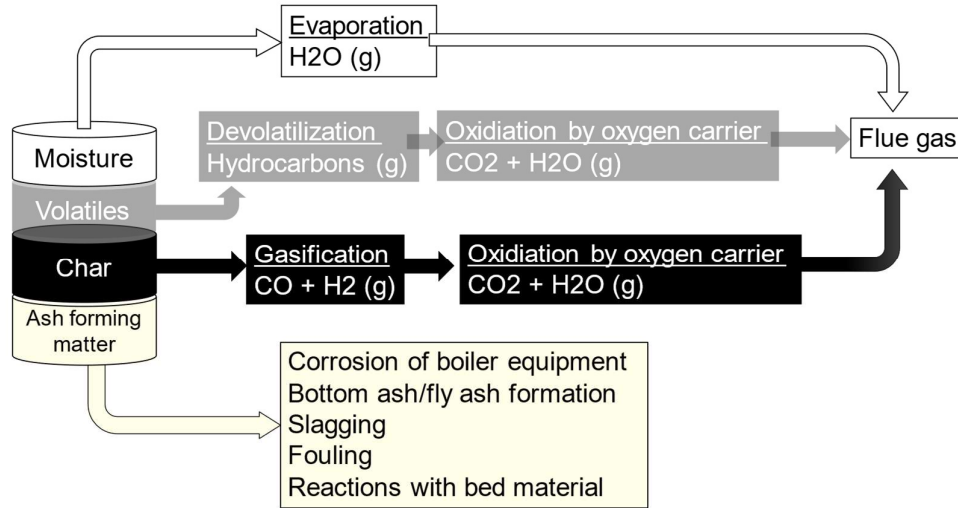 Evaporation
H2O (g)
Devolatilization
Hydrocarbons (g)
Oxidiation by oxygen carrier
CO2 + H2O (g)
Flue gas
Moisture
Volatiles
Char
Gasification
CO + H2 (g)
Oxidiation by oxygen carrier
CO2 + H2O (g)
Ash forming
matter
Corrosion of boiler equipment
Bottom ash/fly ash formation
Slagging
Fouling
Reactions with bed material